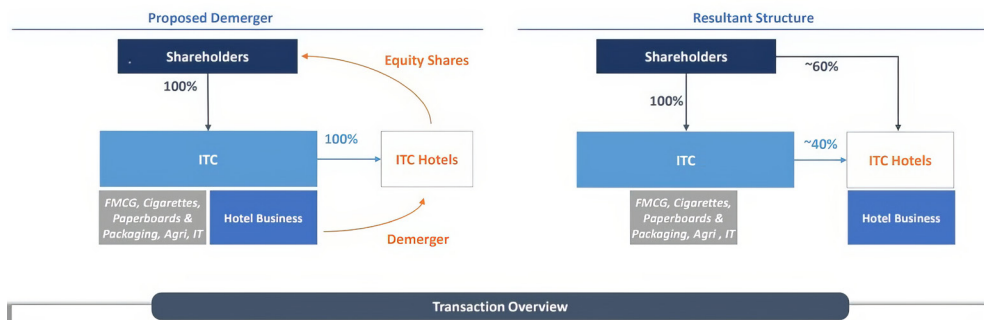 Proposed Demerger
Shareholders
Equity Shares
100%
100%
ITC
ITC Hotels
FMCG, Cigarettes,
Paperboards &
Packaging, Agri, IT
Hotel Business
Demerger
Resultant Structure
Shareholders
~60%
100%
~40%
ITC
ITC Hotels
FMCG, Cigarettes,
Paperboards &
Packaging, Agri , IT
Hotel Business
Transaction Overview